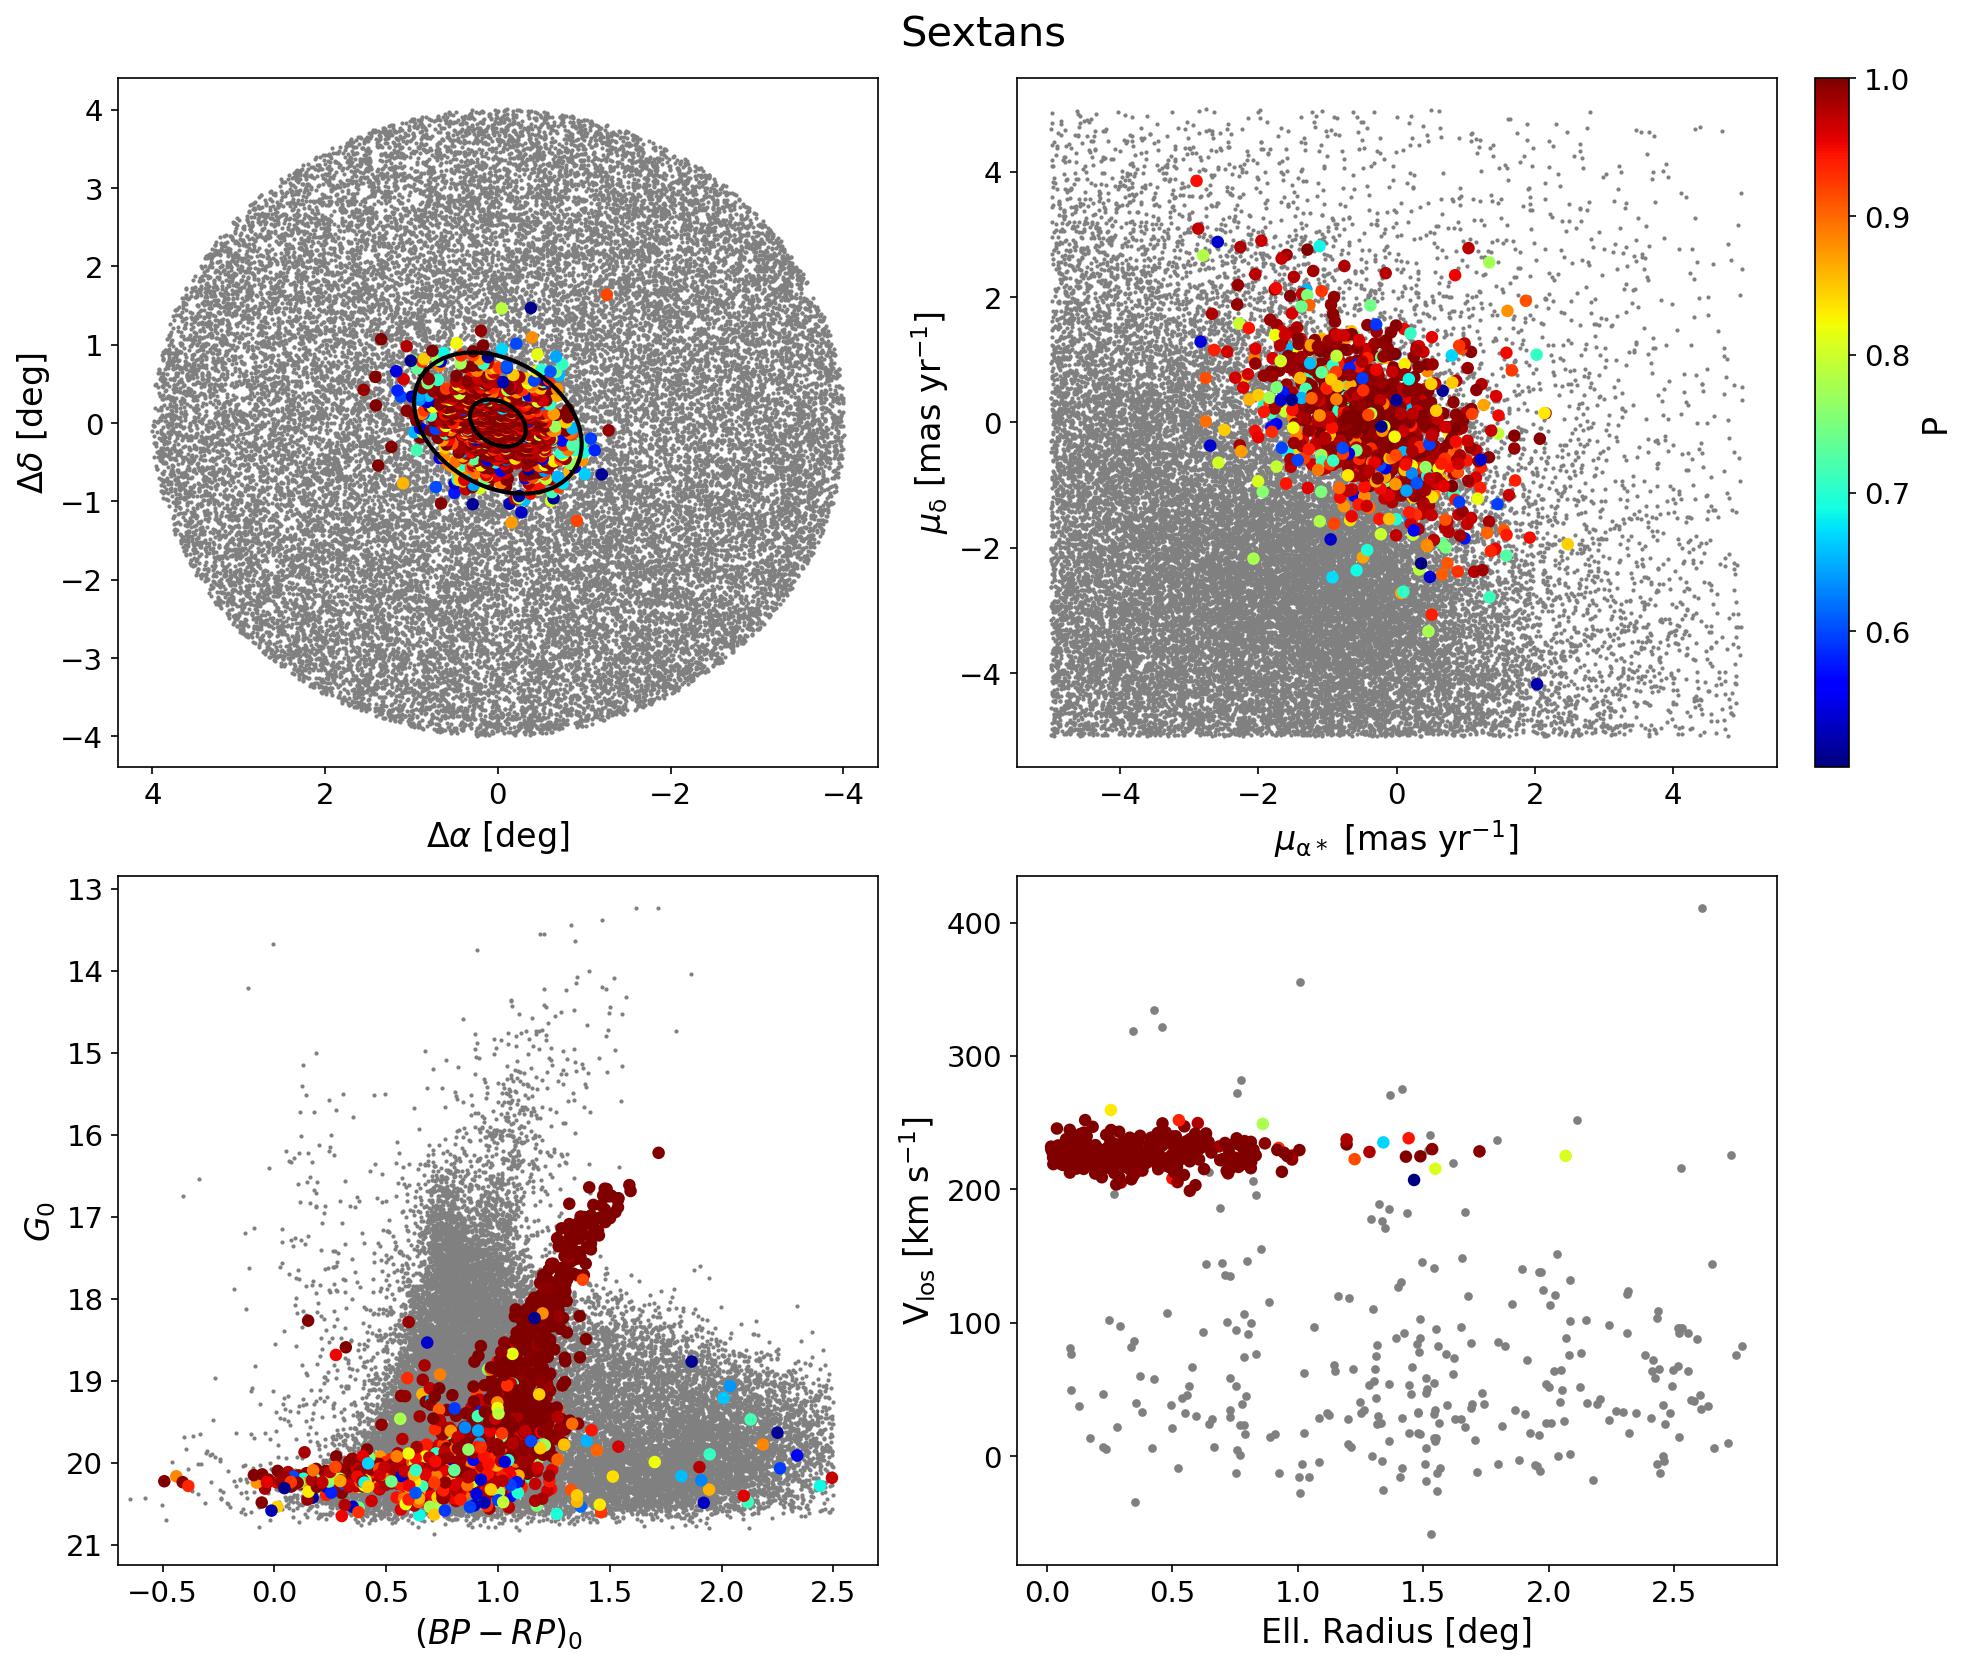 Sextans
4
3
2
1
0
−1
−2
−3
−4
Δδ [deg]
4 2 0 −2 −4
Δα [deg]
4
2
0
−2
−4
μδ [mas yr⁻¹]
−4 −2 0 2 4
μα* [mas yr⁻¹]
1.0
0.9
0.8
0.7
0.6
P
13
14
15
16
17
18
19
20
21
G₀
−0.5 0.0 0.5 1.0 1.5 2.0 2.5
(BP − RP)₀
400
300
200
100
0
Vlos [km s⁻¹]
0.0 0.5 1.0 1.5 2.0 2.5
Ell. Radius [deg]